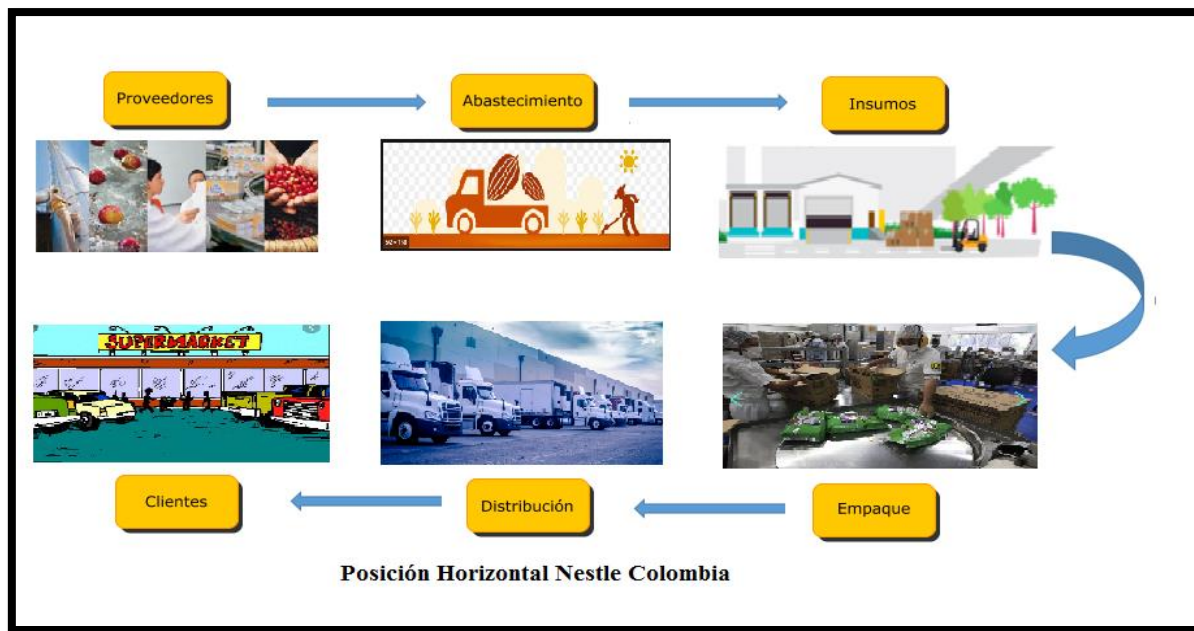 Proveedores
Abastecimiento
Insumos
SUPERMARKET
Clientes
Distribución
Empaque
Posición Horizontal Nestle Colombia